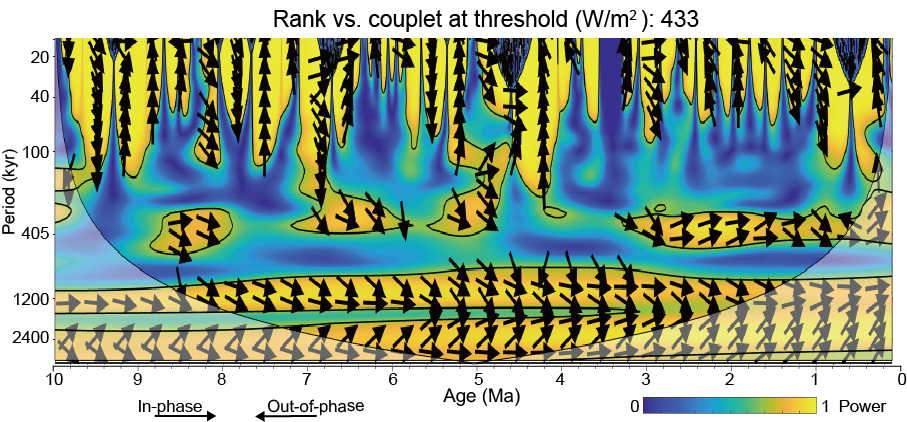 Rank vs. couplet at threshold (W/m²): 433
Period (kyr)
20
40
100
405
1200
2400
10 9 8 7 6 5 4 3 2 1 0
Age (Ma)
In-phase Out-of-phase
0 1 Power